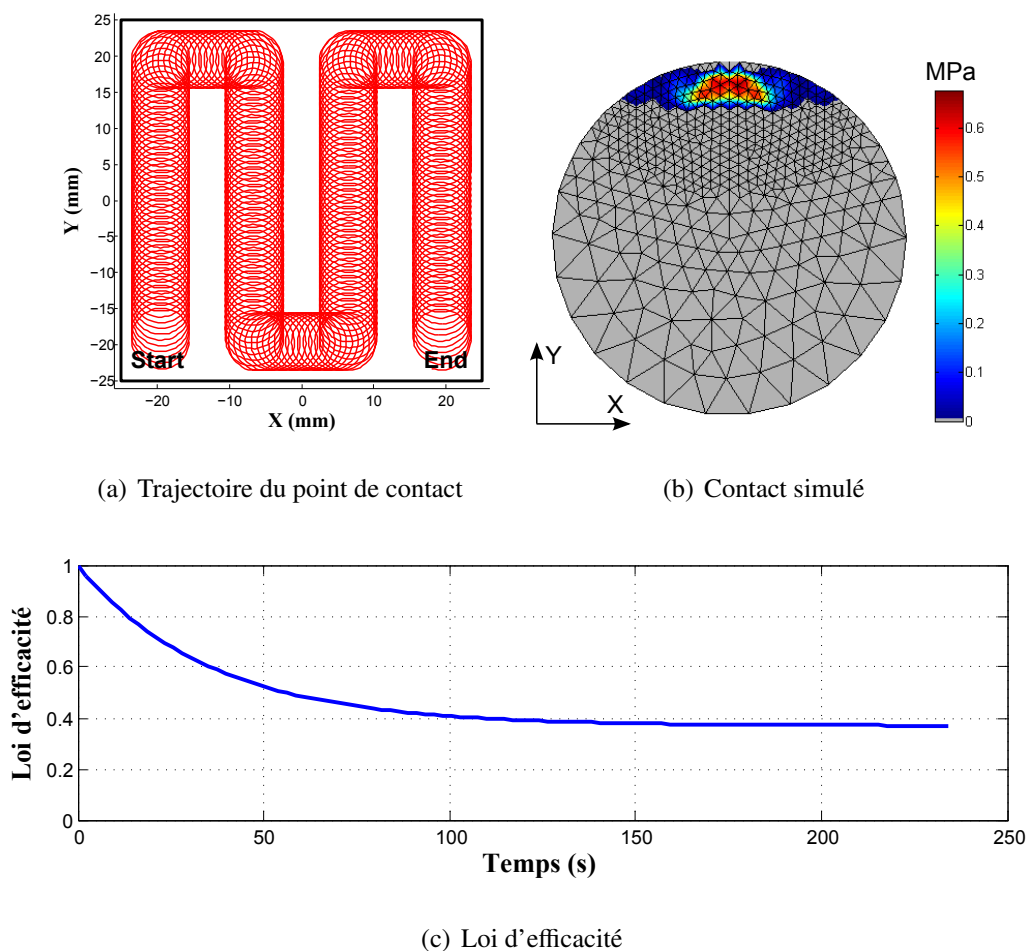 25
20
15
10
5
0
−5
−10
−15
−20
−25
Y (mm)
Start
End
−20
−10
0
10
20
X (mm)
MPa
0.6
0.5
0.4
0.3
0.2
0.1
0
Y
X
(a) Trajectoire du point de contact
(b) Contact simulé
1
0.8
0.6
0.4
0.2
0
Loi d'efficacité
0
50
100
150
200
250
Temps (s)
(c) Loi d'efficacité